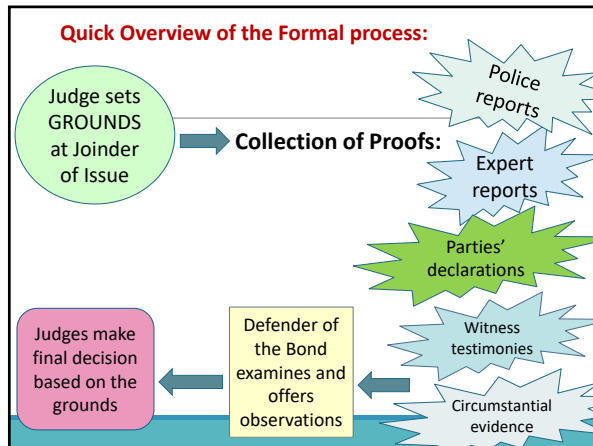 Quick Overview of the Formal process:
Judge sets
GROUNDS
at Joinder
of Issue
Collection of Proofs:
Police
reports
Expert
reports
Parties’
declarations
Witness
testimonies
Circumstantial
evidence
Defender of
the Bond
examines and
offers
observations
Judges make
final decision
based on the
grounds